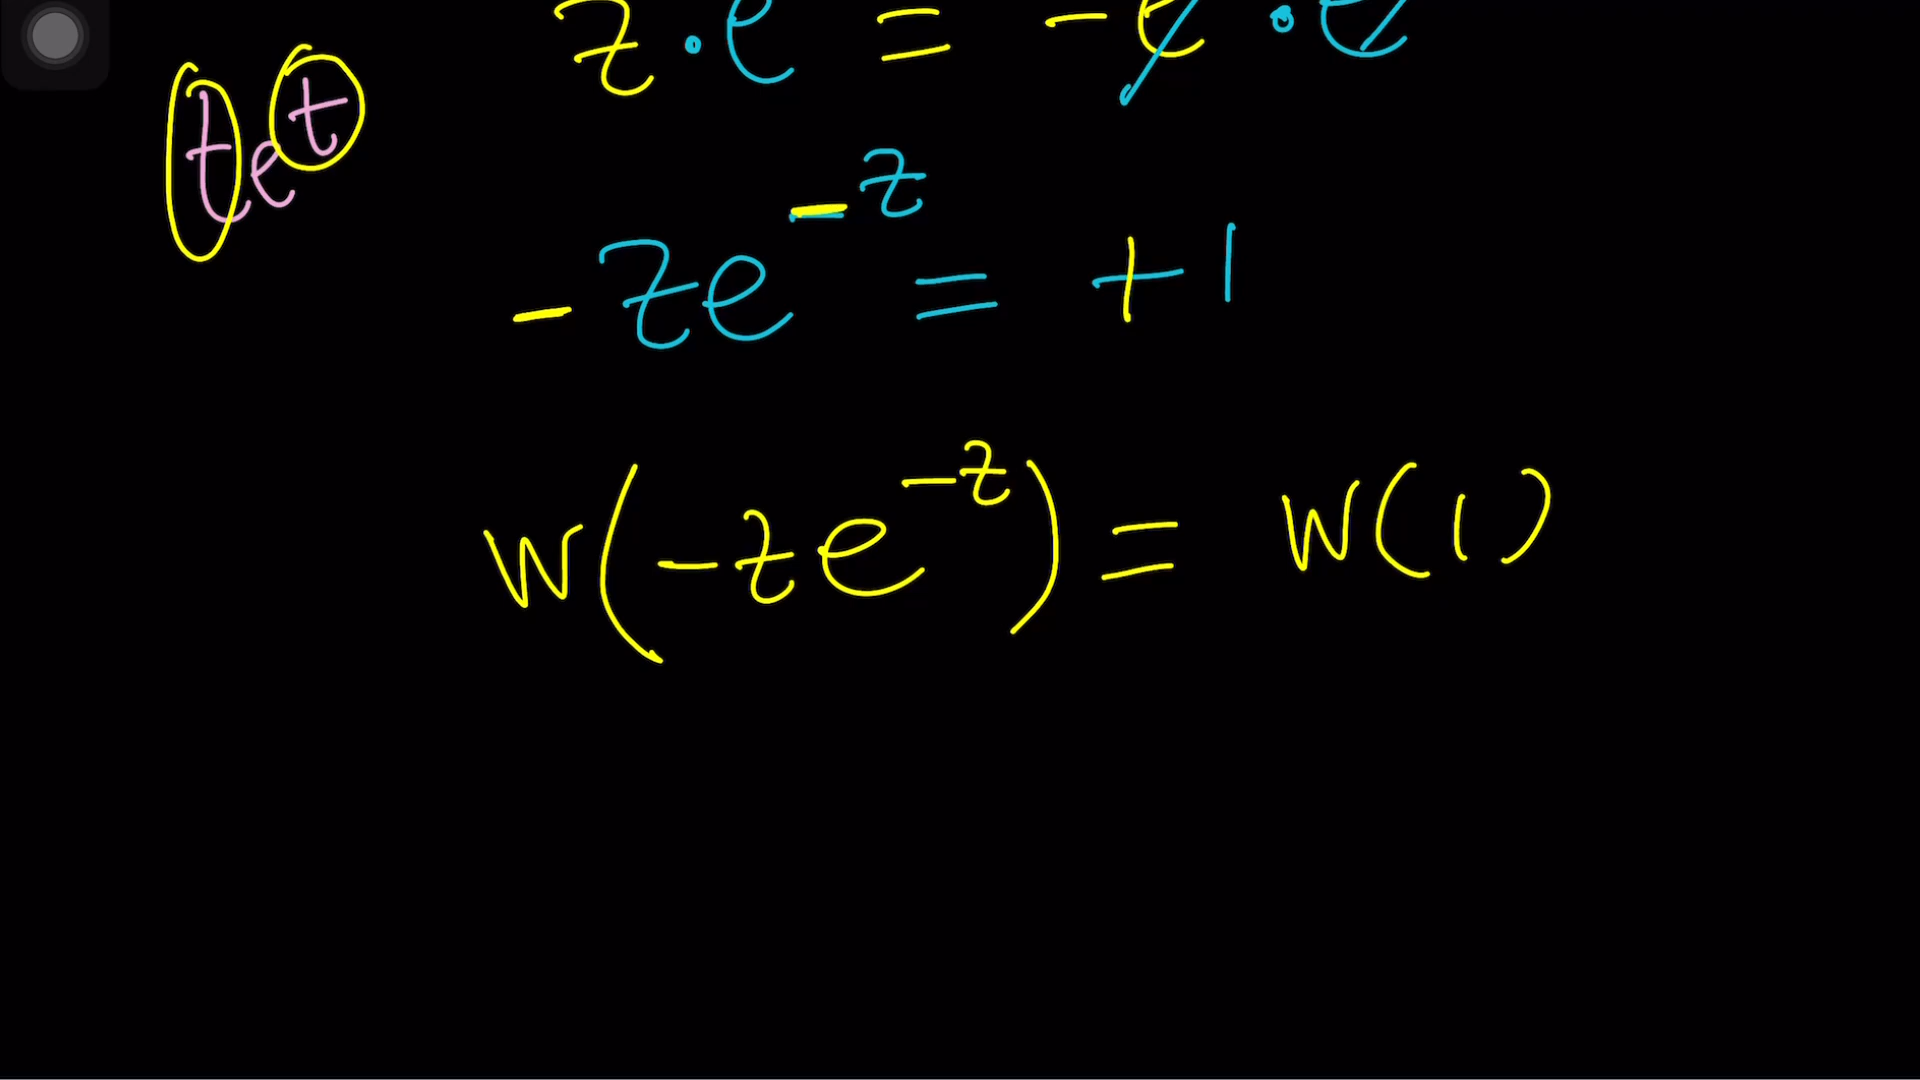 z · e = - e · e
te^t
-ze^-z = +1
W(-ze^-z) = W(1)